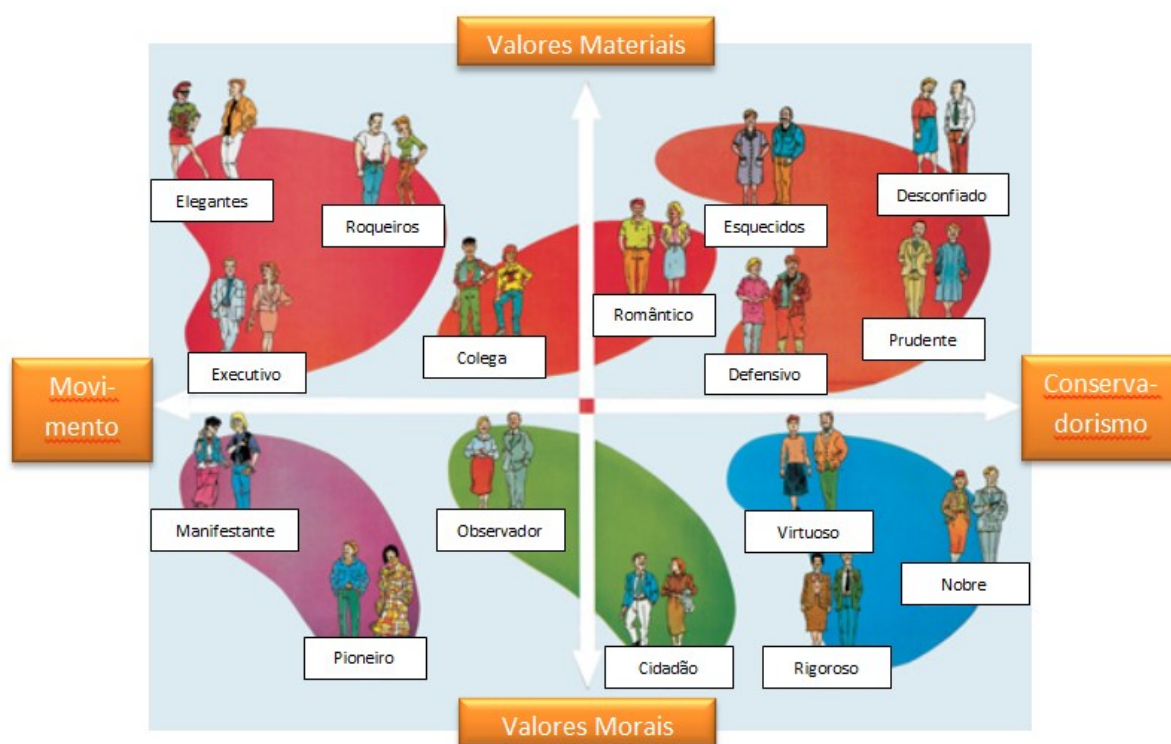 Valores Materiais
Elegantes
Roqueiros
Esquecidos
Desconfiado
Executivo
Colega
Romântico
Defensivo
Prudente
Movi-
mento
Conserva-
dorismo
Manifestante
Observador
Virtuoso
Nobre
Pioneiro
Cidadão
Rigoroso
Valores Morais